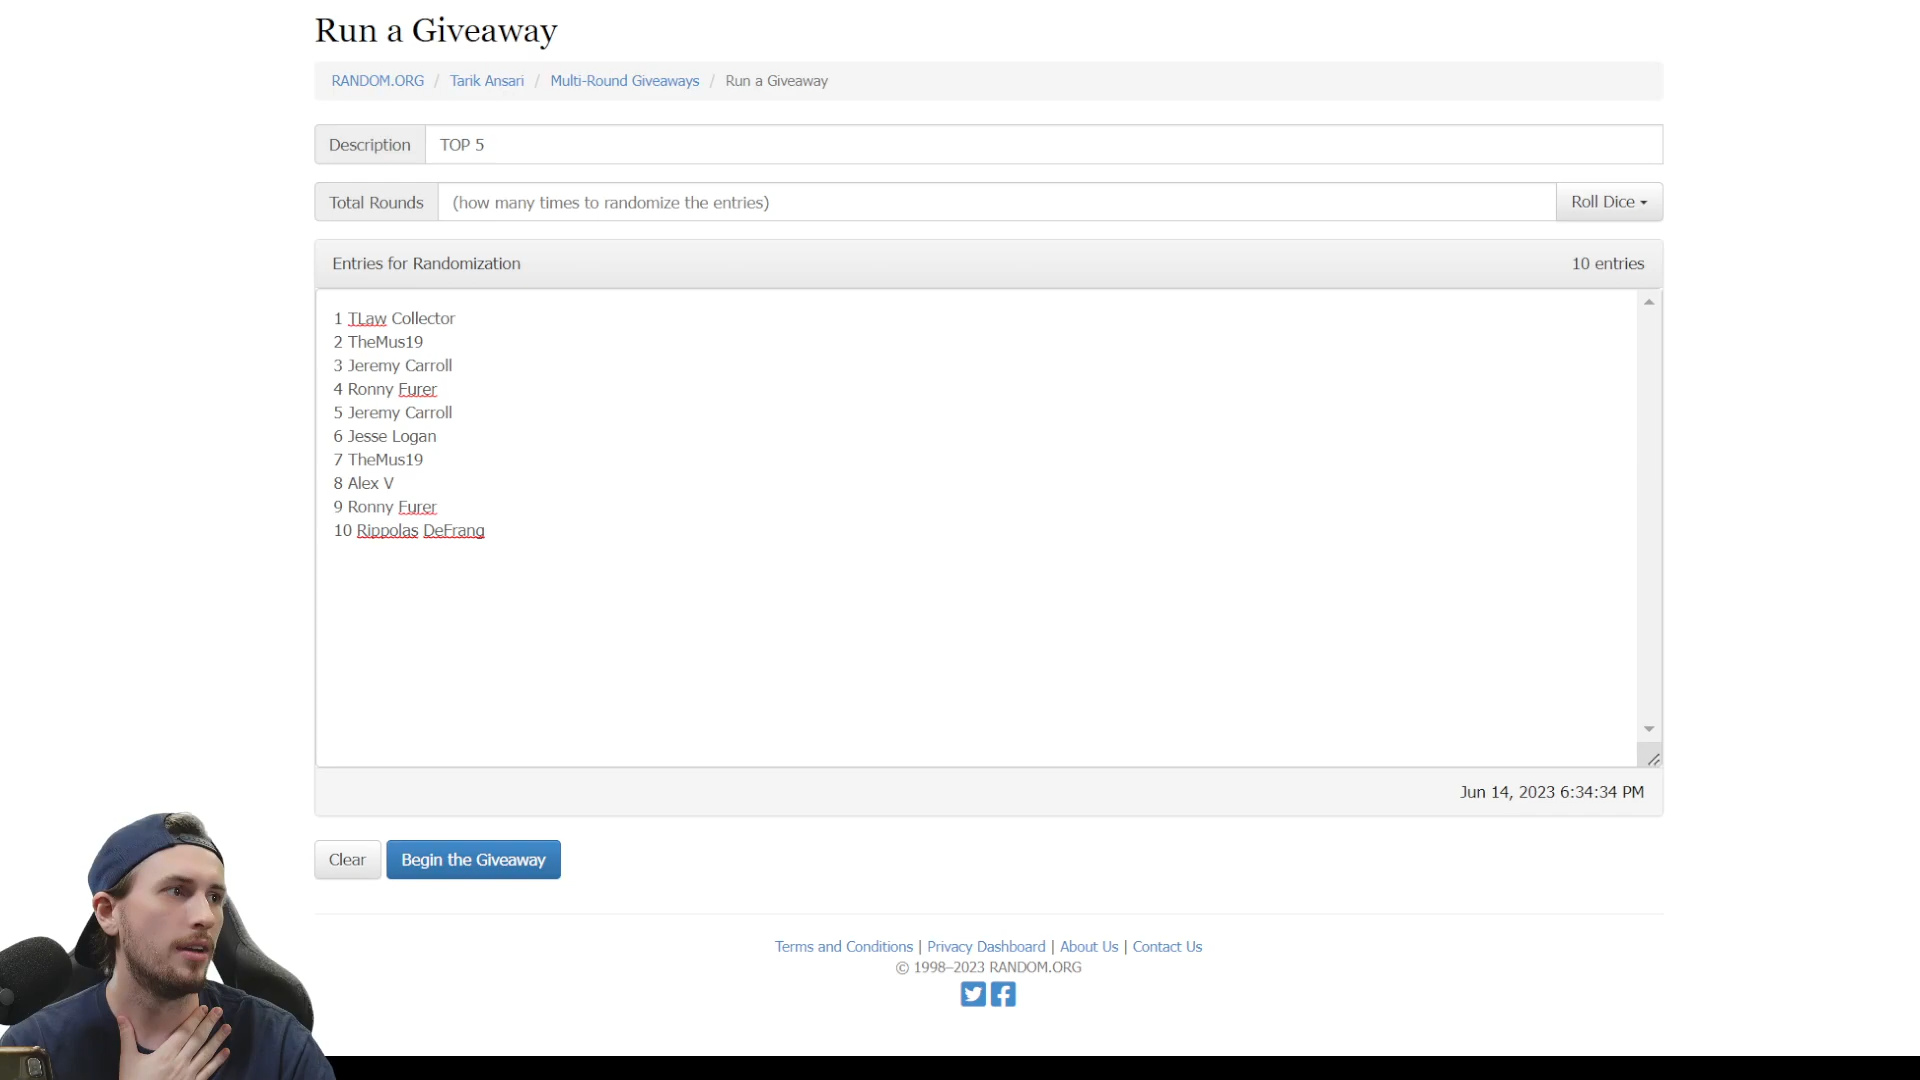 Run a Giveaway
RANDOM.ORG / Tarik Ansari / Multi-Round Giveaways / Run a Giveaway
Description TOP 5
Total Rounds (how many times to randomize the entries) Roll Dice
Entries for Randomization 10 entries
1 TLaw Collector
2 TheMus19
3 Jeremy Carroll
4 Ronny Furer
5 Jeremy Carroll
6 Jesse Logan
7 TheMus19
8 Alex V
9 Ronny Furer
10 Rippolas DeFrang
Jun 14, 2023 6:34:34 PM
Clear Begin the Giveaway
Terms and Conditions | Privacy Dashboard | About Us | Contact Us
© 1998–2023 RANDOM.ORG